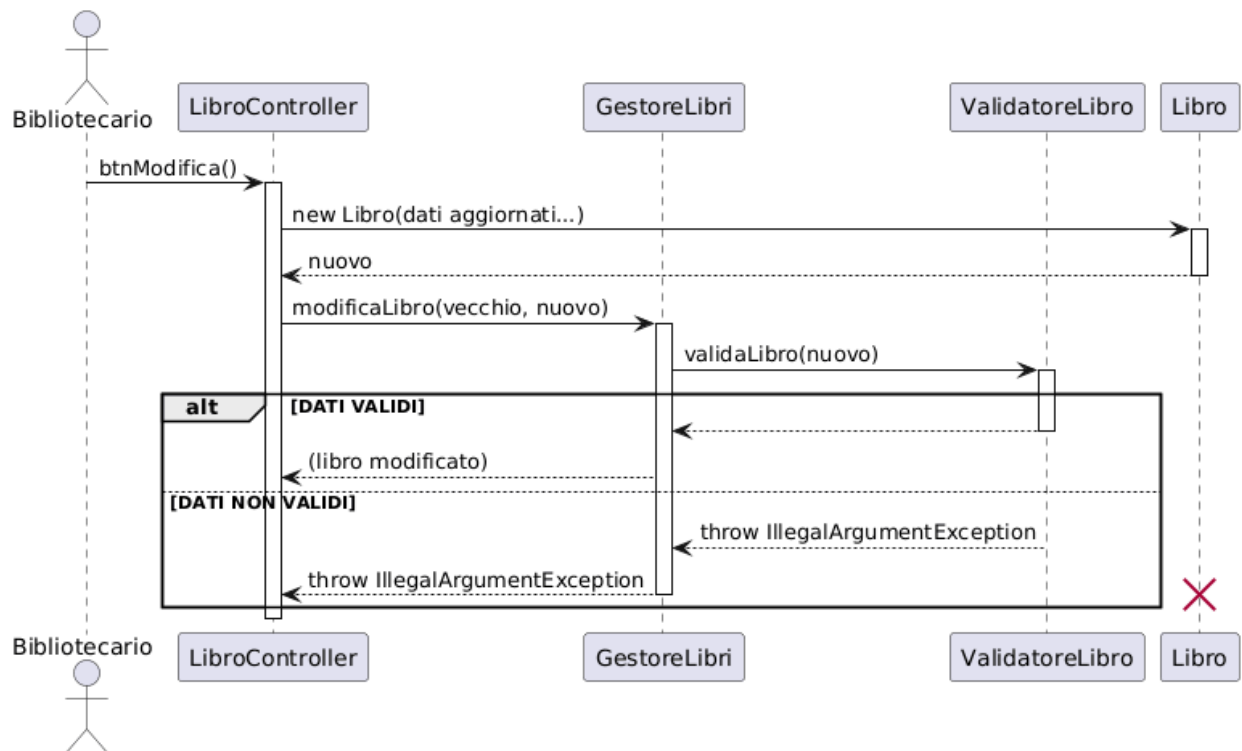 Bibliotecario
LibroController
GestoreLibri
ValidatoreLibro
Libro
btnModifica()
new Libro(dati aggiornati...)
nuovo
modificaLibro(vecchio, nuovo)
validaLibro(nuovo)
alt
[DATI VALIDI]
(libro modificato)
[DATI NON VALIDI]
throw IllegalArgumentException
throw IllegalArgumentException
Bibliotecario
LibroController
GestoreLibri
ValidatoreLibro
Libro